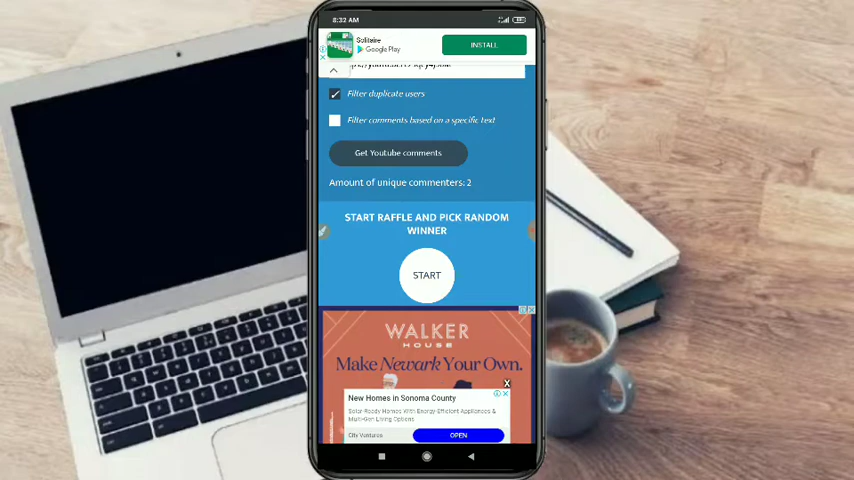 8:32 AM
Solitaire
Google Play
INSTALL
Filter duplicate users
Filter comments based on a specific text
Get Youtube comments
Amount of unique commenters: 2
START RAFFLE AND PICK RANDOM
WINNER
START
WALKER
HOUSE
Make Newark Your Own.
New Homes in Sonoma County
Solar-Ready Homes With Energy Efficient Appliances &
Multi-Gen Living Options
City Ventures
OPEN